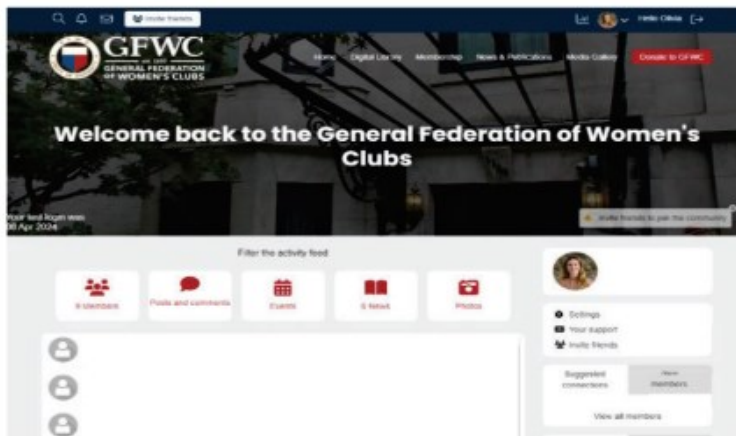 Invite friends
Hello Olivia
GFWC
GENERAL FEDERATION
OF WOMEN'S CLUBS
Home Digital Library Membership News & Publications Media Gallery Donate to GFWC
Welcome back to the General Federation of Women's
Clubs
Your last login was
08 Apr 2024
Invite friends to join the community
Filter the activity feed
Members
Posts and comments
Events
News
Photos
Settings
Your support
Invite friends
Suggested
connections
New
members
View all members